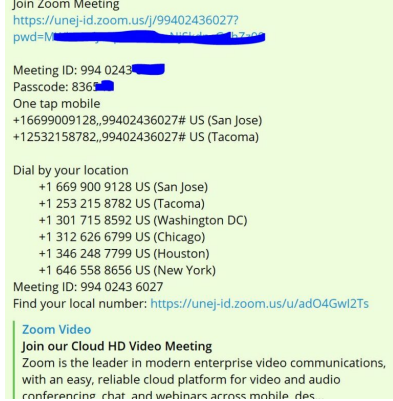 Join Zoom Meeting
https://unej-id.zoom.us/j/99402436027?
pwd=M
Meeting ID: 994 0243
Passcode: 8365
One tap mobile
+16699009128,,99402436027# US (San Jose)
+12532158782,,99402436027# US (Tacoma)
Dial by your location
+1 669 900 9128 US (San Jose)
+1 253 215 8782 US (Tacoma)
+1 301 715 8592 US (Washington DC)
+1 312 626 6799 US (Chicago)
+1 346 248 7799 US (Houston)
+1 646 558 8656 US (New York)
Meeting ID: 994 0243 6027
Find your local number: https://unej-id.zoom.us/u/adO4GwI2Ts
Zoom Video
Join our Cloud HD Video Meeting
Zoom is the leader in modern enterprise video communications,
with an easy, reliable cloud platform for video and audio
conferencing, chat, and webinars across mobile, des...